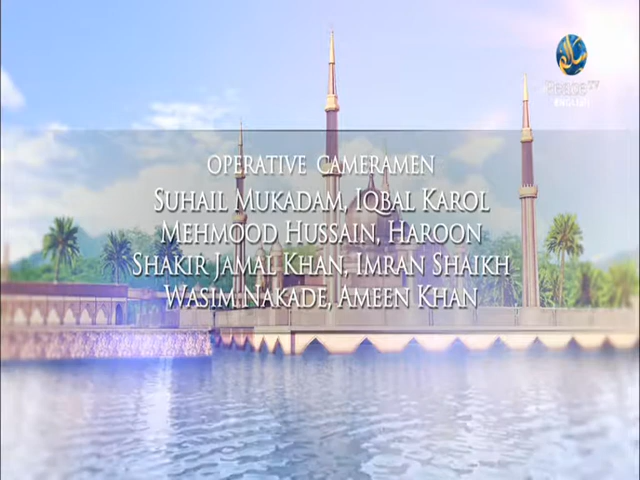 Peace TV
ENGLISH
OPERATIVE CAMERAMEN
SUHAIL MUKADAM, IQBAL KAROL
MEHMOOD HUSSAIN, HAROON
SHAKIR JAMAL KHAN, IMRAN SHAIKH
WASIM NAKADE, AMEEN KHAN